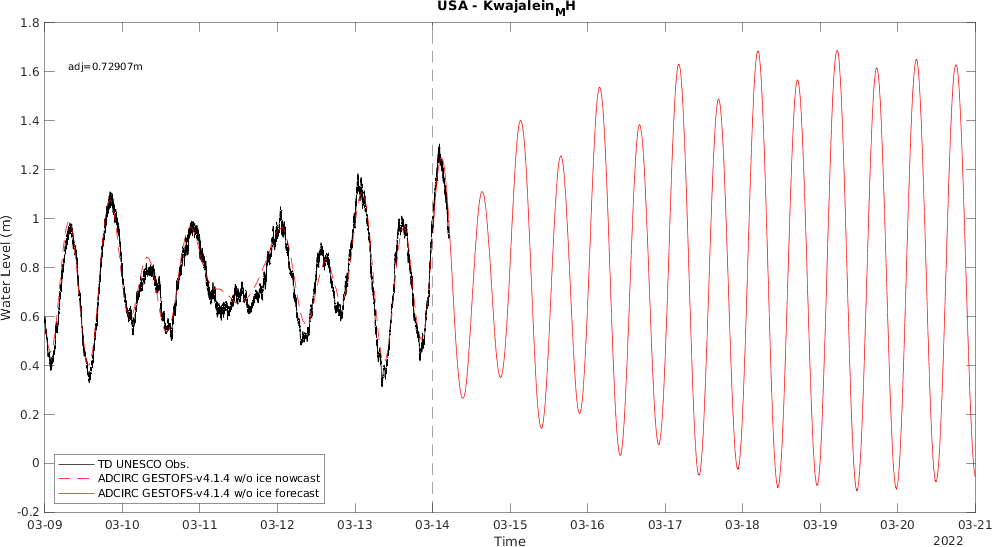 USA - Kwajalein_MH
adj=0.72907m
Water Level (m)
1.8
1.6
1.4
1.2
1
0.8
0.6
0.4
0.2
0
-0.2
TD UNESCO Obs.
ADCIRC GESTOFS-v4.1.4 w/o ice nowcast
ADCIRC GESTOFS-v4.1.4 w/o ice forecast
03-09 03-10 03-11 03-12 03-13 03-14 03-15 03-16 03-17 03-18 03-19 03-20 03-21
Time
2022